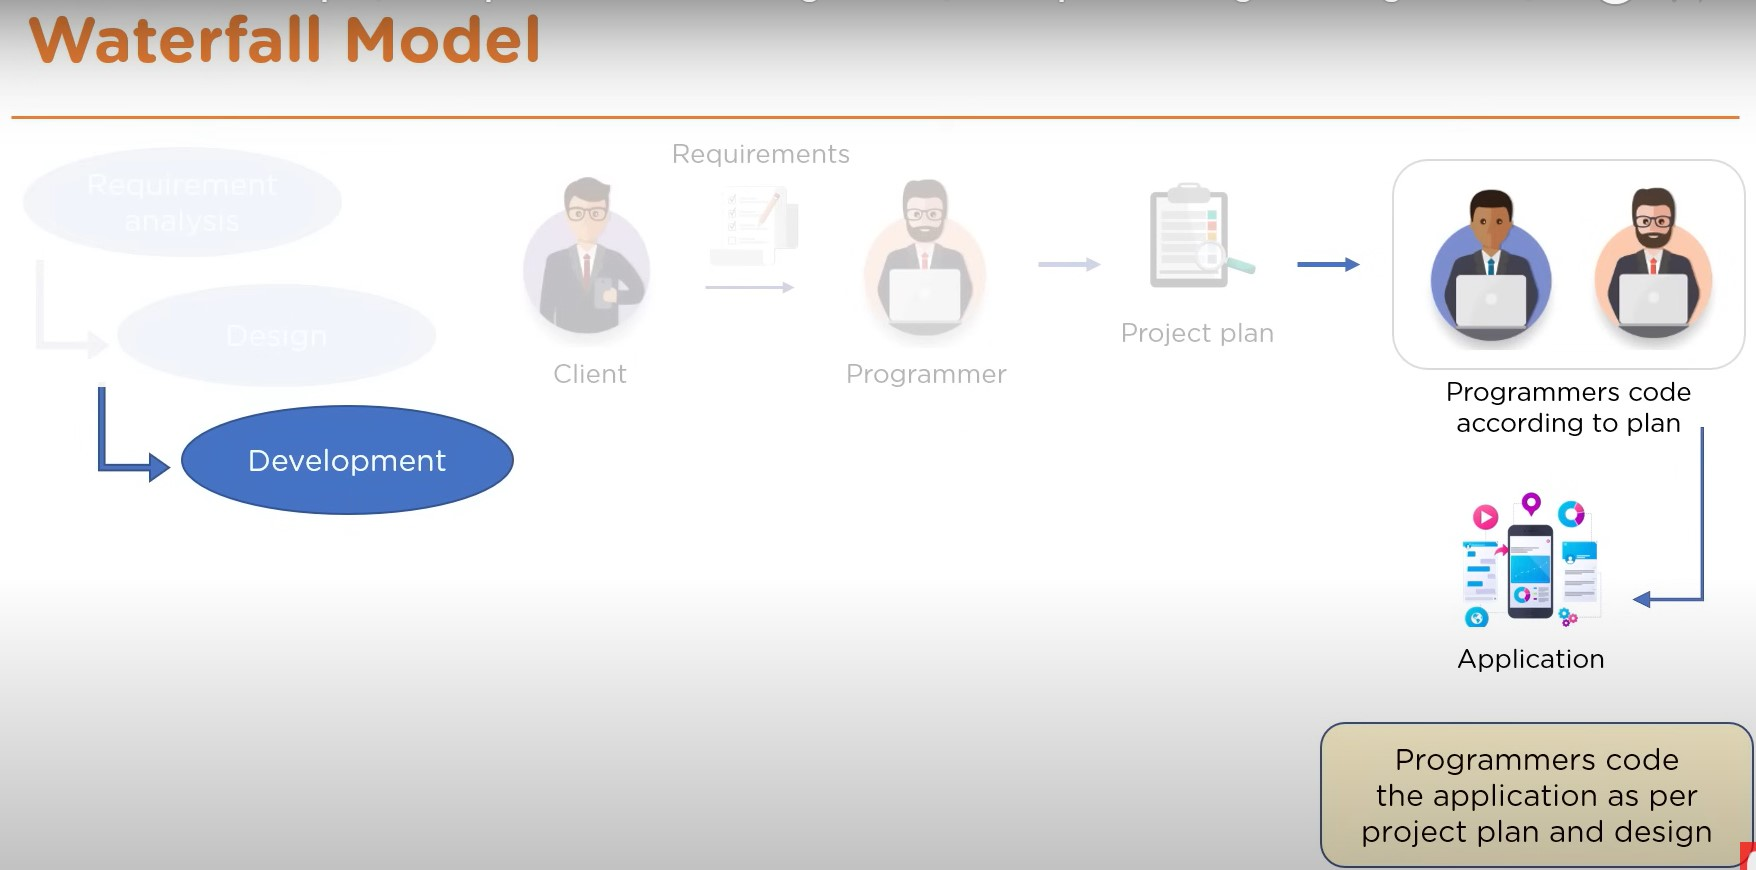 Waterfall Model
Requirement
analysis
Design
Development
Requirements
Client
Programmer
Project plan
Programmers code
according to plan
Application
Programmers code
the application as per
project plan and design